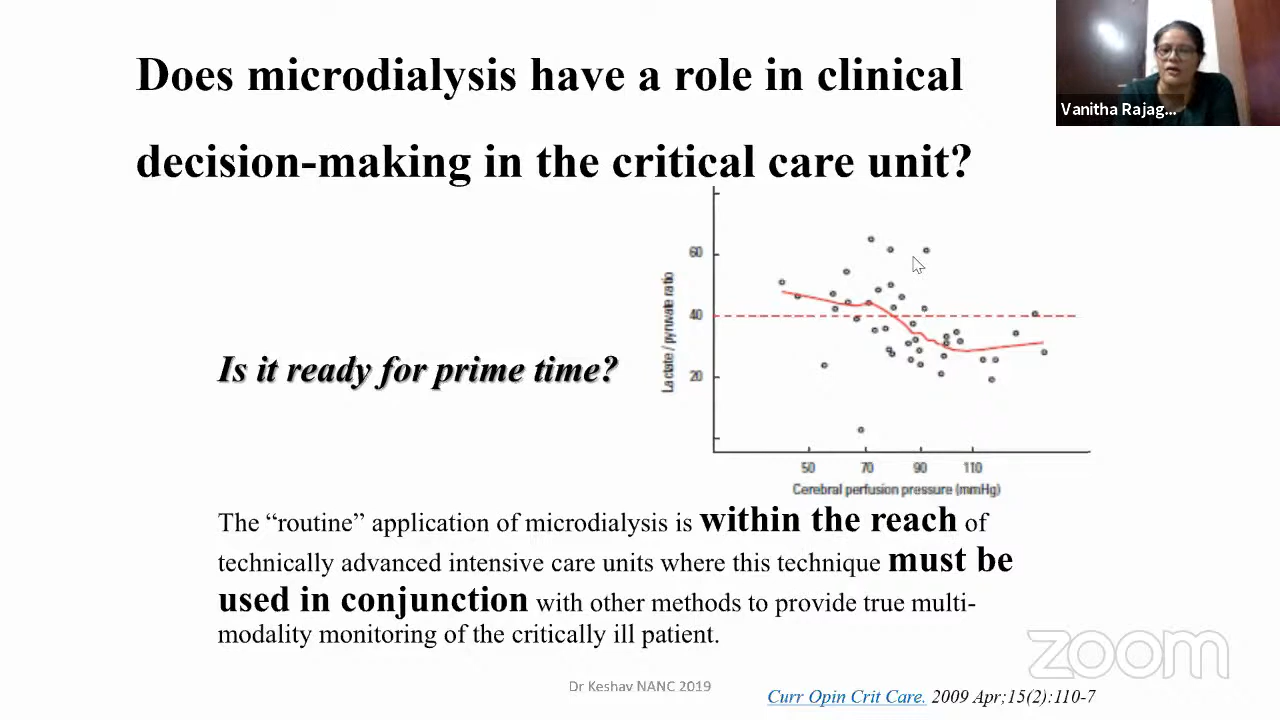 Does microdialysis have a role in clinical
decision-making in the critical care unit?
Vanitha Rajag...
60
40
20
Lactate / pyruvate ratio
50 70 90 110
Cerebral perfusion pressure (mmHg)
Is it ready for prime time?
The “routine” application of microdialysis is within the reach of
technically advanced intensive care units where this technique must be
used in conjunction with other methods to provide true multi-
modality monitoring of the critically ill patient.
zoom
Dr Keshav NANC 2019
Curr Opin Crit Care. 2009 Apr;15(2):110-7